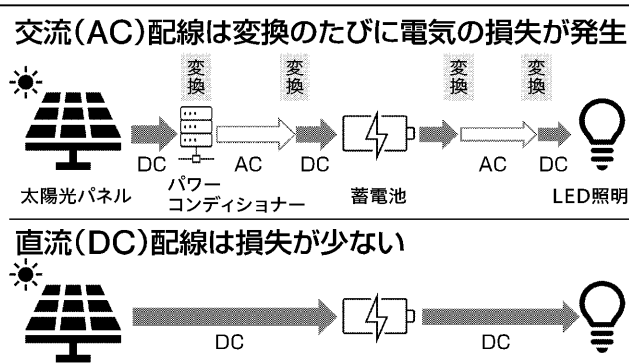 交流(AC)配線は変換のたびに電気の損失が発生
変換
変換
変換
変換
DC
AC
DC
AC
DC
太陽光パネル
パワー
コンディショナー
蓄電池
LED照明
直流(DC)配線は損失が少ない
DC
DC